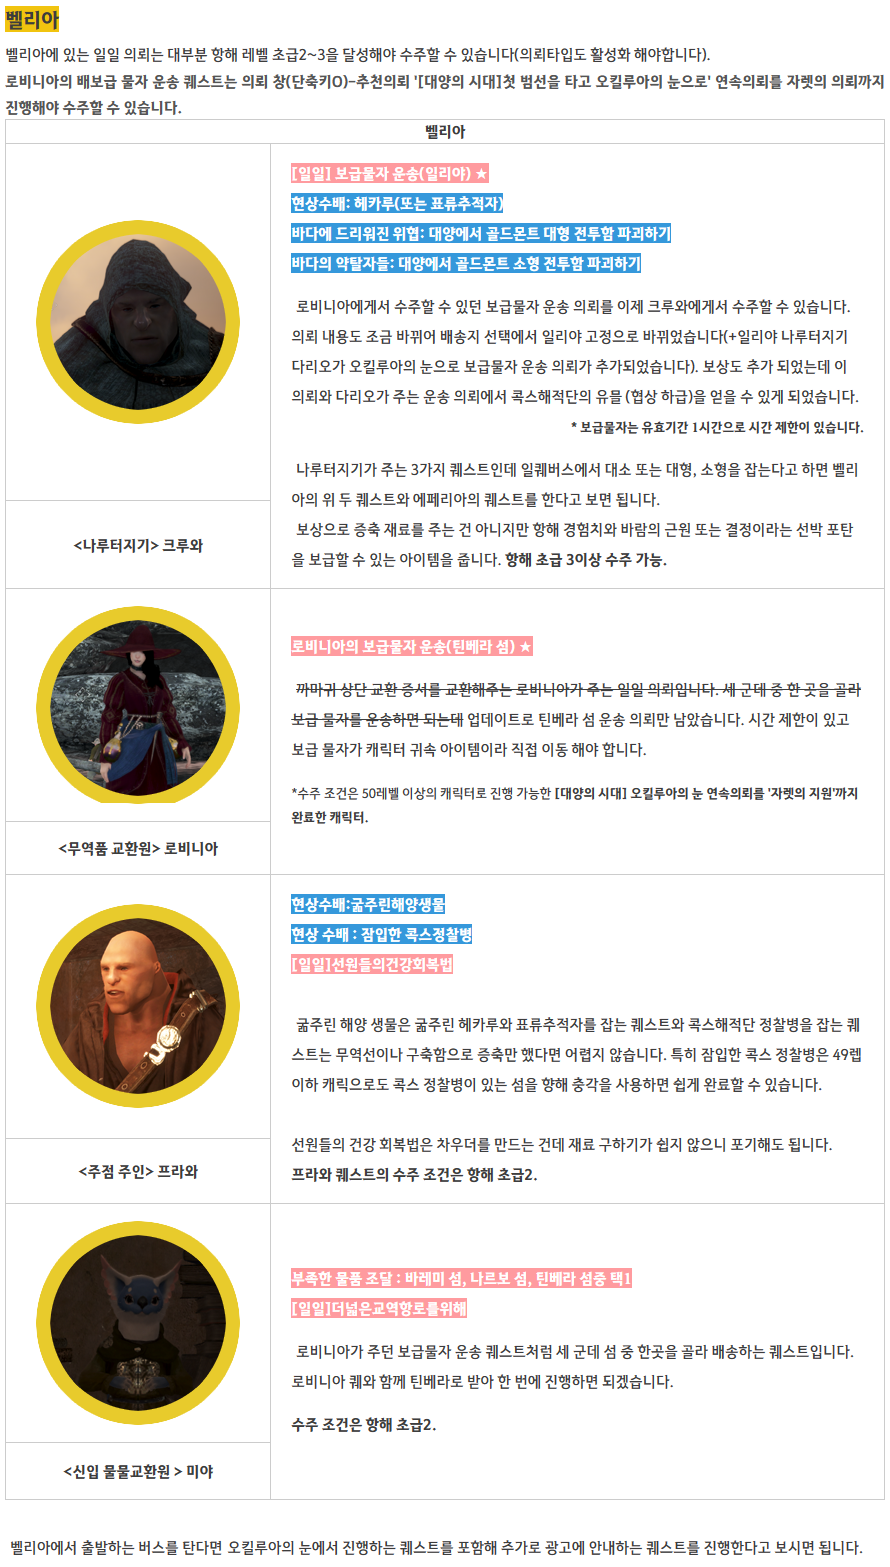 벨리아
벨리아에 있는 일일 의뢰는 대부분 항해 레벨 초급2~3을 달성해야 수주할 수 있습니다(의뢰타입도 활성화 해야합니다).
로비니아의 배보급 물자 운송 퀘스트는 의뢰 창(단축키O)-추천의뢰 '[대양의 시대]첫 범선을 타고 오킬루아의 눈으로' 연속의뢰를 자렛의 의뢰까지
진행해야 수주할 수 있습니다.
벨리아
[일일] 보급물자 운송(일리야) ★
현상수배: 헤카루(또는 표류추적자)
바다에 드리워진 위협: 대양에서 골드몬트 대형 전투함 파괴하기
바다의 약탈자들: 대양에서 골드몬트 소형 전투함 파괴하기
로비니아에게서 수주할 수 있던 보급물자 운송 의뢰를 이제 크루와에게서 수주할 수 있습니다.
의뢰 내용도 조금 바뀌어 배송지 선택에서 일리야 고정으로 바뀌었습니다(+일리야 나루터지기
다리오가 오킬루아의 눈으로 보급물자 운송 의뢰가 추가되었습니다). 보상도 추가 되었는데 이
의뢰와 다리오가 주는 운송 의뢰에서 콕스해적단의 유믈 (협상 하급)을 얻을 수 있게 되었습니다.
* 보급물자는 유효기간 1시간으로 시간 제한이 있습니다.
나루터지기가 주는 3가지 퀘스트인데 일퀘버스에서 대소 또는 대형, 소형을 잡는다고 하면 벨리
아의 위 두 퀘스트와 에페리아의 퀘스트를 한다고 보면 됩니다.
보상으로 증축 재료를 주는 건 아니지만 항해 경험치와 바람의 근원 또는 결정이라는 선박 포탄
을 보급할 수 있는 아이템을 줍니다. 항해 초급 3이상 수주 가능.
<나루터지기> 크루와
로비니아의 보급물자 운송(틴베라 섬) ★
까마귀 상단 교환 증서를 교환해주는 로비니아가 주는 일일 의뢰입니다. 세 군데 중 한 곳을 골라
보급 물자를 운송하면 되는데 업데이트로 틴베라 섬 운송 의뢰만 남았습니다. 시간 제한이 있고
보급 물자가 캐릭터 귀속 아이템이라 직접 이동 해야 합니다.
*수주 조건은 50레벨 이상의 캐릭터로 진행 가능한 [대양의 시대] 오킬루아의 눈 연속의뢰를 '자렛의 지원'까지
완료한 캐릭터.
<무역품 교환원> 로비니아
현상수배:굶주린해양생물
현상 수배 : 잠입한 콕스정찰병
[일일]선원들의건강회복법
굶주린 해양 생물은 굶주린 헤카루와 표류추적자를 잡는 퀘스트와 콕스해적단 정찰병을 잡는 퀘
스트는 무역선이나 구축함으로 증축만 했다면 어렵지 않습니다. 특히 잠입한 콕스 정찰병은 49렙
이하 캐릭으로도 콕스 정찰병이 있는 섬을 향해 충각을 사용하면 쉽게 완료할 수 있습니다.
선원들의 건강 회복법은 차우더를 만드는 건데 재료 구하기가 쉽지 않으니 포기해도 됩니다.
프라와 퀘스트의 수주 조건은 항해 초급2.
<주점 주인> 프라와
부족한 물품 조달 : 바레미 섬, 나르보 섬, 틴베라 섬중 택1
[일일]더넓은교역항로를위해
로비니아가 주던 보급물자 운송 퀘스트처럼 세 군데 섬 중 한곳을 골라 배송하는 퀘스트입니다.
로비니아 퀘와 함께 틴베라로 받아 한 번에 진행하면 되겠습니다.
수주 조건은 항해 초급2.
<신입 물물교환원 > 미야
벨리아에서 출발하는 버스를 탄다면 오킬루아의 눈에서 진행하는 퀘스트를 포함해 추가로 광고에 안내하는 퀘스트를 진행한다고 보시면 됩니다.